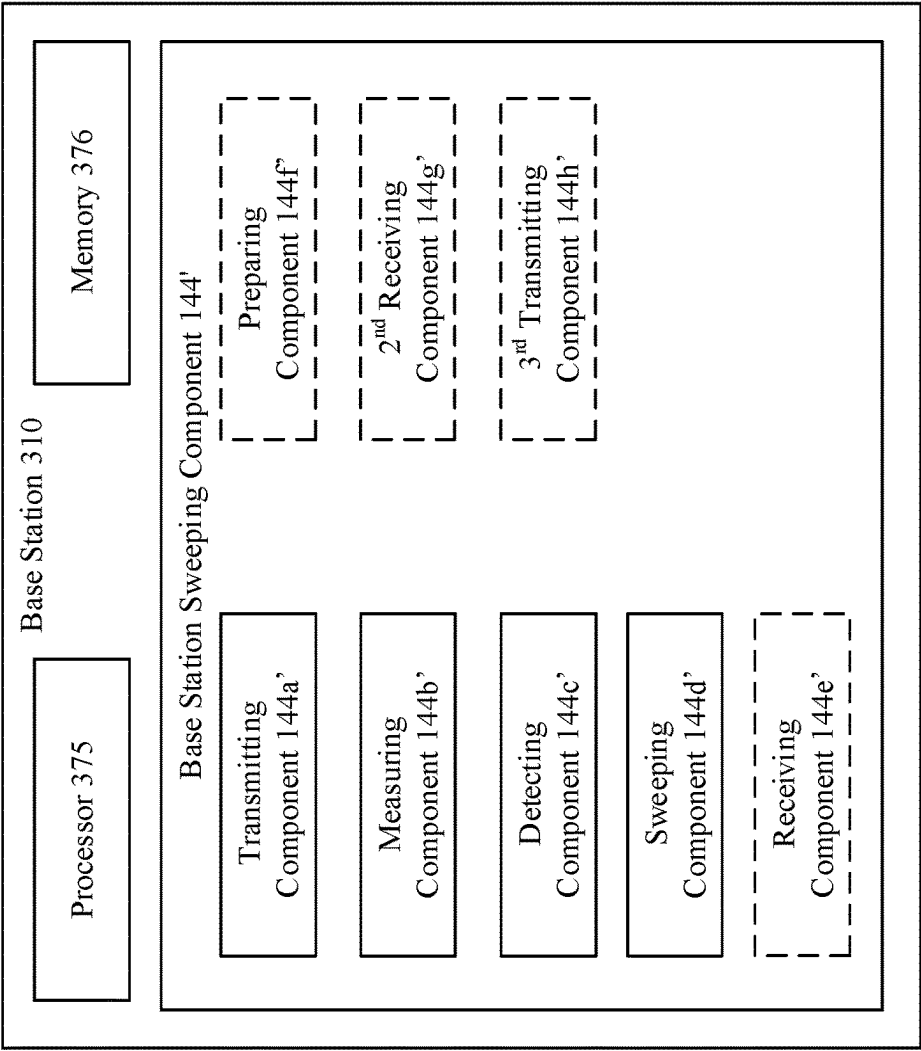 Base Station 310
Processor 375
Memory 376
Base Station Sweeping Component 144'
Transmitting
Component 144a’
Measuring
Component 144b’
Detecting
Component 144c’
Sweeping
Component 144d’
Receiving
Component 144e’
Preparing
Component 144f’
2nd Receiving
Component 144g’
3rd Transmitting
Component 144h’